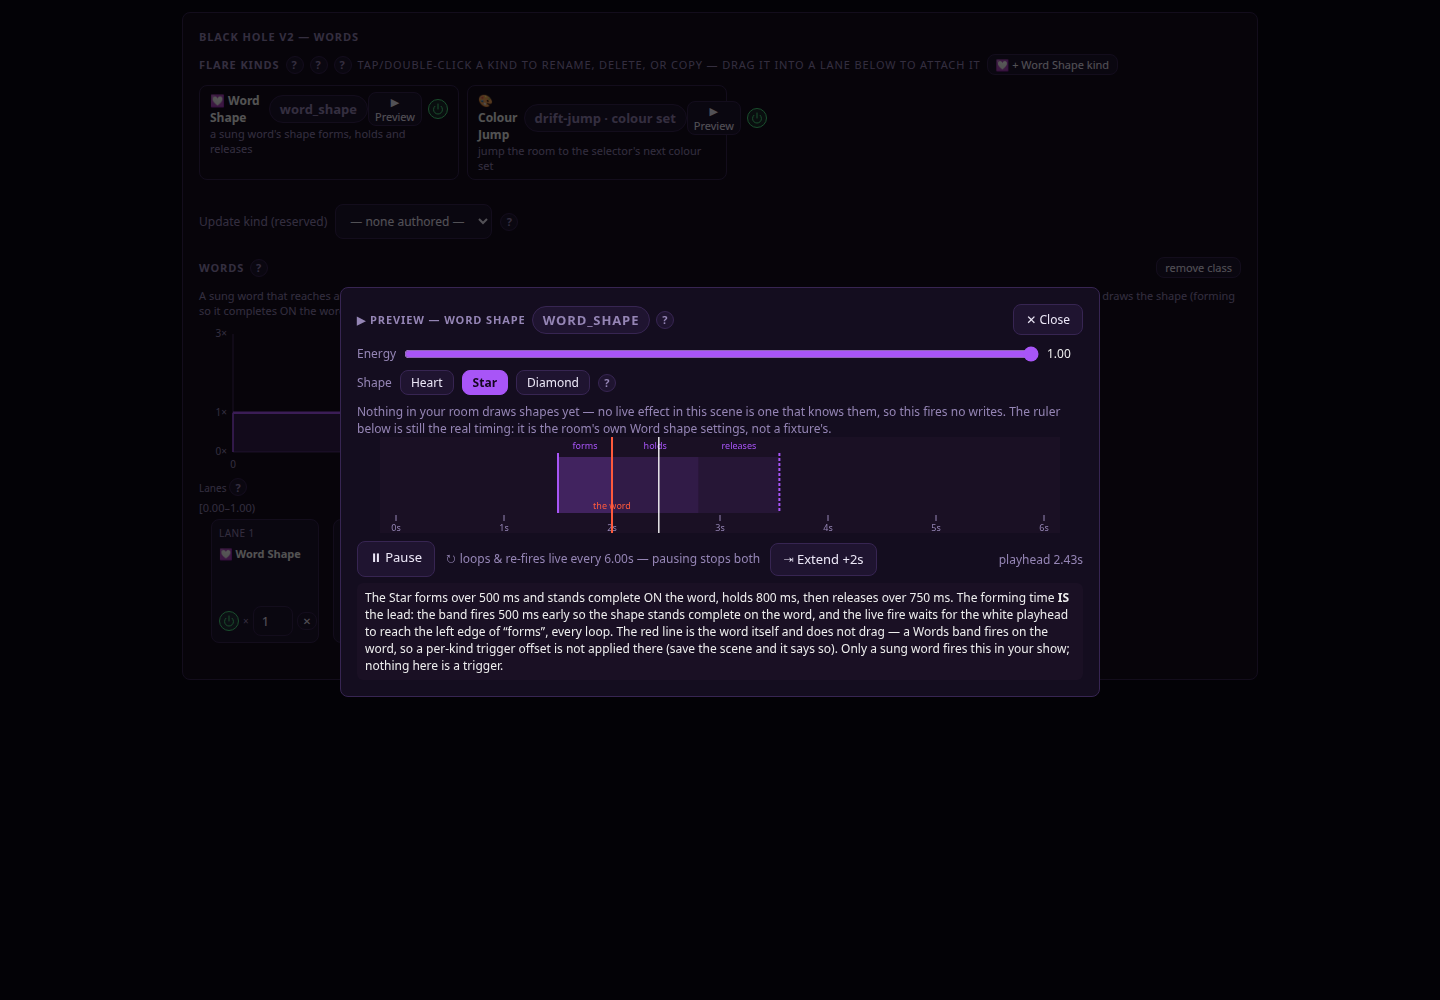 BLACK HOLE V2 — WORDS
FLARE KINDS ? ? ? TAP/DOUBLE-CLICK A KIND TO RENAME, DELETE, OR COPY — DRAG IT INTO A LANE BELOW TO ATTACH IT 💟 + Word Shape kind
💟 Word Shape word_shape ▶ Preview
a sung word's shape forms, holds and
releases
🎨 Colour Jump drift-jump · colour set ▶ Preview
jump the room to the selector's next colour
set
Update kind (reserved) — none authored — ?
WORDS ? remove class
A sung word that reaches a
draws the shape (forming
so it completes ON the wor
3×
1×
0×
0
Lanes ?
[0.00–1.00)
LANE 1
💟 Word Shape
× 1 ✕
▶ PREVIEW — WORD SHAPE WORD_SHAPE ? ✕ Close
Energy 1.00
Shape Heart Star Diamond ?
Nothing in your room draws shapes yet — no live effect in this scene is one that knows them, so this fires no writes. The ruler
below is still the real timing: it is the room's own Word shape settings, not a fixture's.
forms holds releases
the word
0s 1s 2s 3s 4s 5s 6s
⏸ Pause ↻ loops & re-fires live every 6.00s — pausing stops both ⇥ Extend +2s playhead 2.43s
The Star forms over 500 ms and stands complete ON the word, holds 800 ms, then releases over 750 ms. The forming time IS
the lead: the band fires 500 ms early so the shape stands complete on the word, and the live fire waits for the white playhead
to reach the left edge of “forms”, every loop. The red line is the word itself and does not drag — a Words band fires on the
word, so a per-kind trigger offset is not applied there (save the scene and it says so). Only a sung word fires this in your show;
nothing here is a trigger.